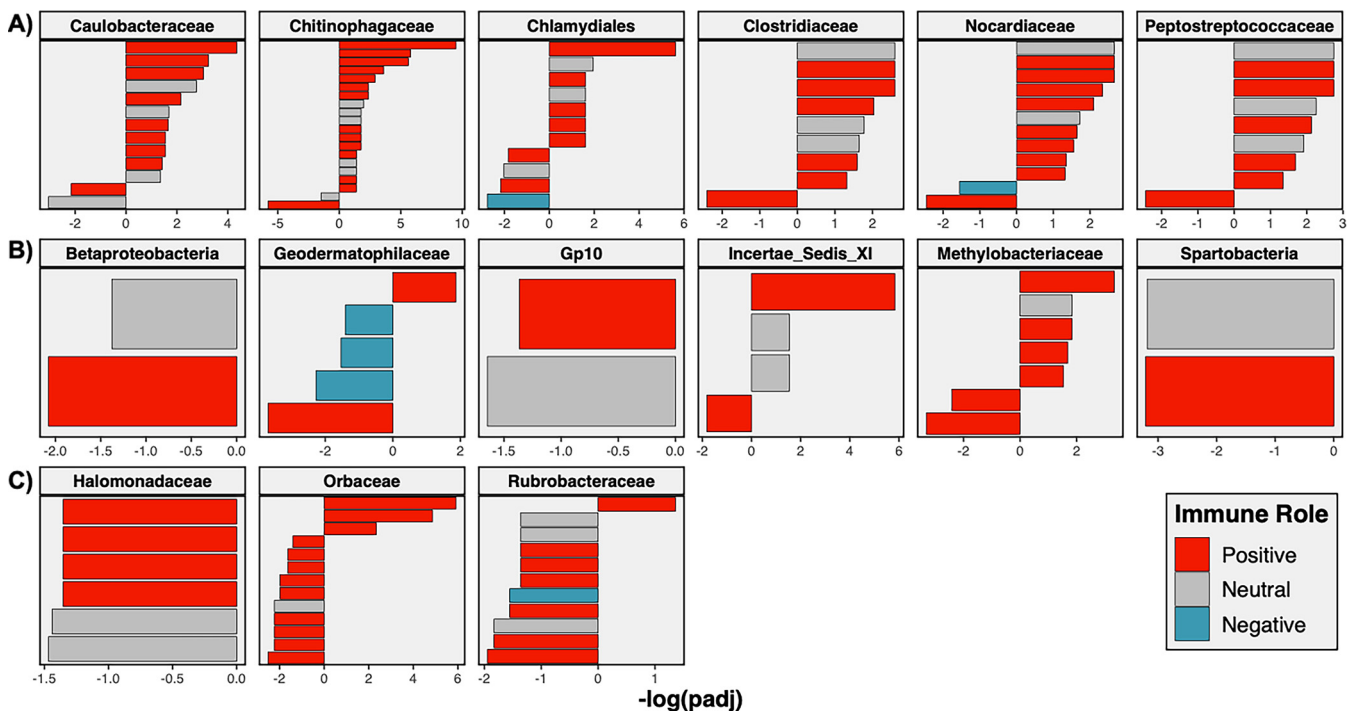 A)
Caulobacteraceae
Chitinophagaceae
Chlamydiales
Clostridiaceae
Nocardiaceae
Peptostreptococcaceae
-2 0 2 4
-5 0 5 10
-2 0 2 4 6
-2 -1 0 1 2
-2 -1 0 1 2
-2 -1 0 1 2 3
B)
Betaproteobacteria
Geodermatophilaceae
Gp10
Incertae_Sedis_XI
Methylobacteriaceae
Spartobacteria
-2.0 -1.5 -1.0 -0.5 0.0
-2 0 2
-1.5 -1.0 -0.5 0.0
-2 0 2 4 6
-2 0 2
-3 -2 -1 0
C)
Halomonadaceae
Orbaceae
Rubrobacteraceae
-1.5 -1.0 -0.5 0.0
-2 0 2 4 6
-2 -1 0 1
-log(padj)
Immune Role
Positive
Neutral
Negative